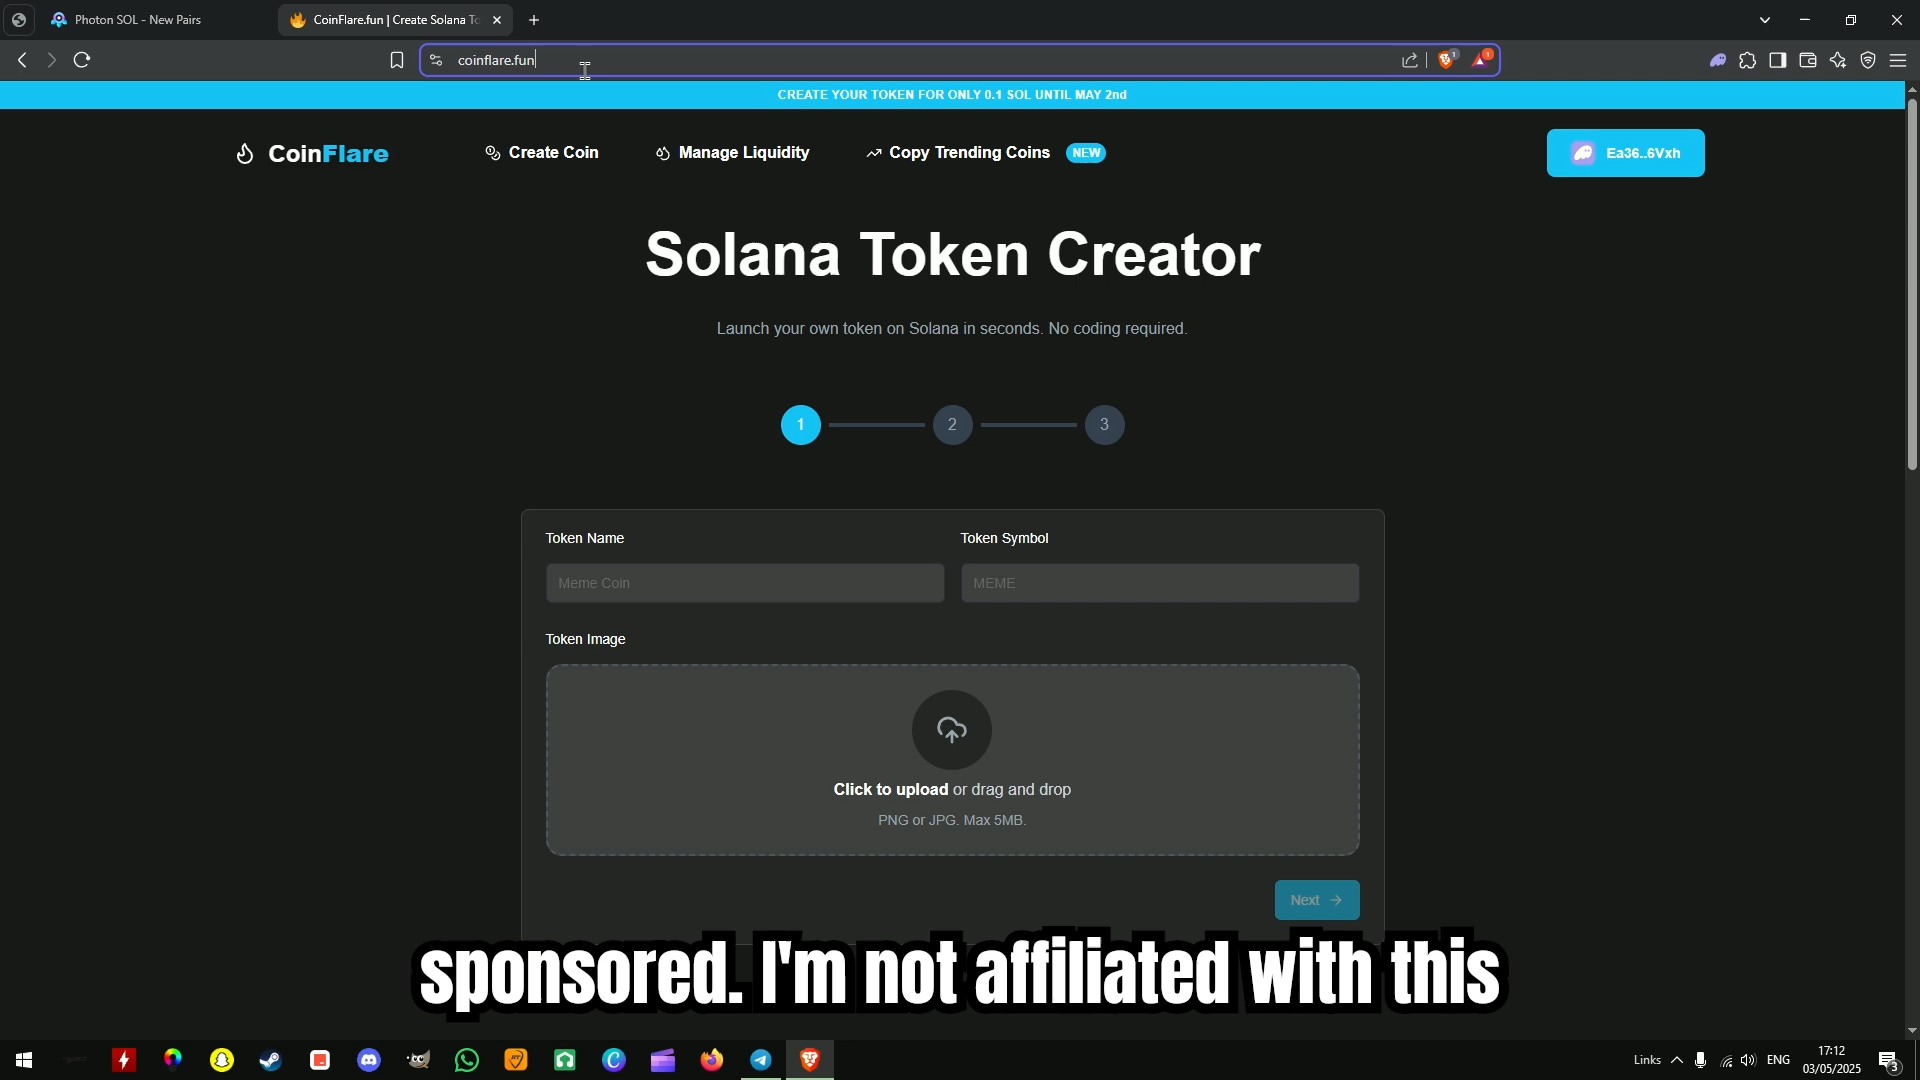 Photon SOL - New Pairs
CoinFlare.fun | Create Solana To
coinflare.fun
1
1
CREATE YOUR TOKEN FOR ONLY 0.1 SOL UNTIL MAY 2nd
CoinFlare
Create Coin
Manage Liquidity
Copy Trending Coins NEW
Ea36..6Vxh
Solana Token Creator
Launch your own token on Solana in seconds. No coding required.
1
2
3
Token Name
Token Symbol
Meme Coin
MEME
Token Image
Click to upload or drag and drop
PNG or JPG. Max 5MB.
Next
sponsored. I'm not affiliated with this
Links
ENG
17:12
03/05/2025
3